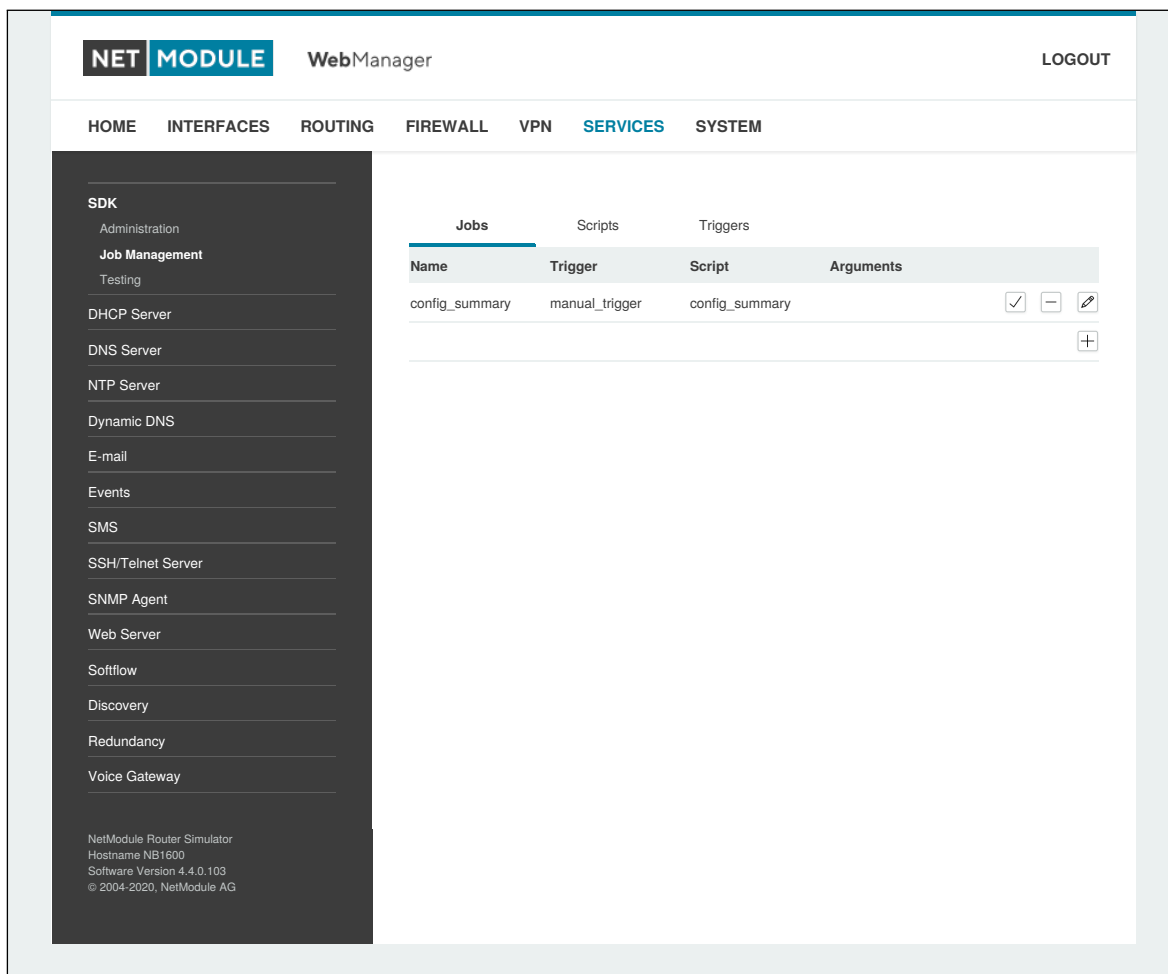 NET MODULE WebManager LOGOUT
HOME INTERFACES ROUTING FIREWALL VPN SERVICES SYSTEM
SDK
Administration
Job Management
Testing
DHCP Server
DNS Server
NTP Server
Dynamic DNS
E-mail
Events
SMS
SSH/Telnet Server
SNMP Agent
Web Server
Softflow
Discovery
Redundancy
Voice Gateway
NetModule Router Simulator
Hostname NB1600
Software Version 4.4.0.103
© 2004-2020, NetModule AG
Jobs Scripts Triggers
Name Trigger Script Arguments
config_summary manual_trigger config_summary